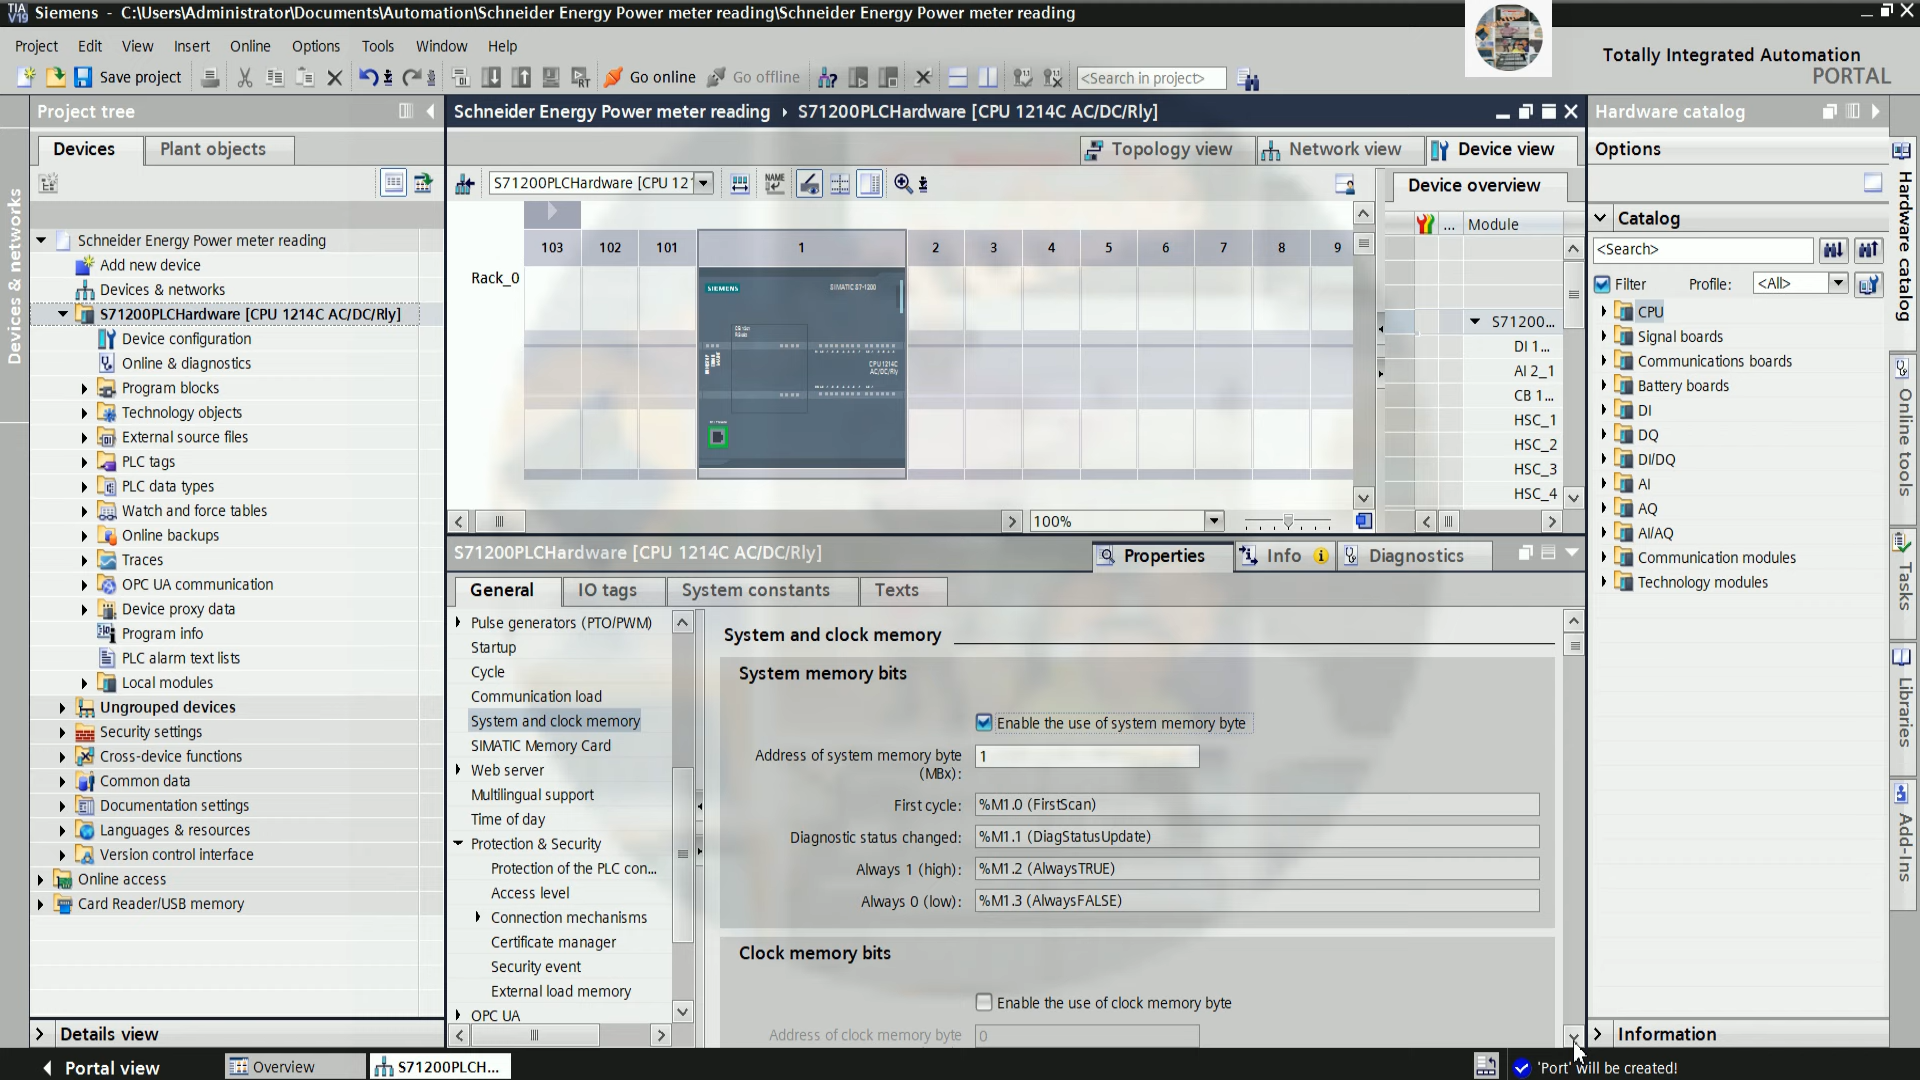 TIA V19 Siemens - C:\Users\Administrator\Documents\Automation\Schneider Energy Power meter reading\Schneider Energy Power meter reading
Project Edit View Insert Online Options Tools Window Help
Totally Integrated Automation
PORTAL
Save project
Go online
Go offline
<Search in project>
Project tree
Devices
Plant objects
Devices & networks
Schneider Energy Power meter reading
Add new device
Devices & networks
S71200PLCHardware [CPU 1214C AC/DC/Rly]
Device configuration
Online & diagnostics
Program blocks
Technology objects
External source files
PLC tags
PLC data types
Watch and force tables
Online backups
Traces
OPC UA communication
Device proxy data
Program info
PLC alarm text lists
Local modules
Ungrouped devices
Security settings
Cross-device functions
Common data
Documentation settings
Languages & resources
Version control interface
Online access
Card Reader/USB memory
Details view
Schneider Energy Power meter reading › S71200PLCHardware [CPU 1214C AC/DC/Rly]
Topology view
Network view
Device view
S71200PLCHardware [CPU 12
NAME
103 102 101 1 2 3 4 5 6 7 8 9
Rack_0
SIEMENS
SIMATIC S7-1200
CPU 1214C
AC/DC/Rly
100%
Device overview
... Module
S71200...
DI 1...
AI 2_1
CB 1...
HSC_1
HSC_2
HSC_3
HSC_4
S71200PLCHardware [CPU 1214C AC/DC/Rly]
Properties
Info
Diagnostics
General
IO tags
System constants
Texts
Pulse generators (PTO/PWM)
Startup
Cycle
Communication load
System and clock memory
SIMATIC Memory Card
Web server
Multilingual support
Time of day
Protection & Security
Protection of the PLC con...
Access level
Connection mechanisms
Certificate manager
Security event
External load memory
OPC UA
System and clock memory
System memory bits
Enable the use of system memory byte
Address of system memory byte (MBx): 1
First cycle: %M1.0 (FirstScan)
Diagnostic status changed: %M1.1 (DiagStatusUpdate)
Always 1 (high): %M1.2 (AlwaysTRUE)
Always 0 (low): %M1.3 (AlwaysFALSE)
Clock memory bits
Enable the use of clock memory byte
Address of clock memory byte 0
Hardware catalog
Options
Catalog
<Search>
Filter Profile: <All>
CPU
Signal boards
Communications boards
Battery boards
DI
DQ
DI/DQ
AI
AQ
AI/AQ
Communication modules
Technology modules
Information
Hardware catalog
Online tools
Tasks
Libraries
Add-Ins
Portal view
Overview
S71200PLCH...
'Port' will be created!